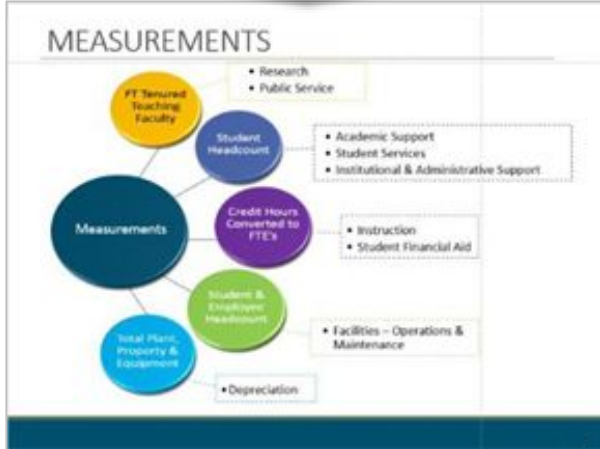 MEASUREMENTS
FT Tenured
Teaching
Faculty
• Research
• Public Service
Student
Headcount
• Academic Support
• Student Services
• Institutional & Administrative Support
Measurements
Credit Hours
Converted to
FTE's
• Instruction
• Student Financial Aid
Student &
Employee
Headcount
• Facilities – Operations &
Maintenance
Total Plant,
Property &
Equipment
• Depreciation